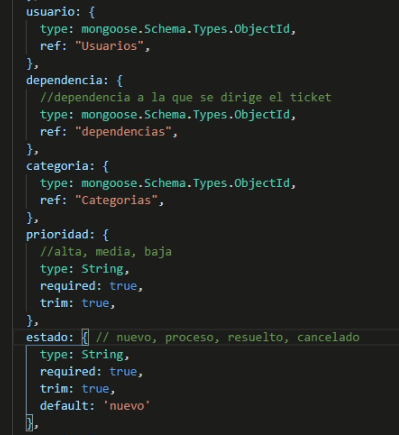 },
usuario: {
type: mongoose.Schema.Types.ObjectId,
ref: "Usuarios",
},
dependencia: {
//dependencia a la que se dirige el ticket
type: mongoose.Schema.Types.ObjectId,
ref: "dependencias",
},
categoria: {
type: mongoose.Schema.Types.ObjectId,
ref: "Categorias",
},
prioridad: {
//alta, media, baja
type: String,
required: true,
trim: true,
},
estado: { // nuevo, proceso, resuelto, cancelado
type: String,
required: true,
trim: true,
default: 'nuevo'
},